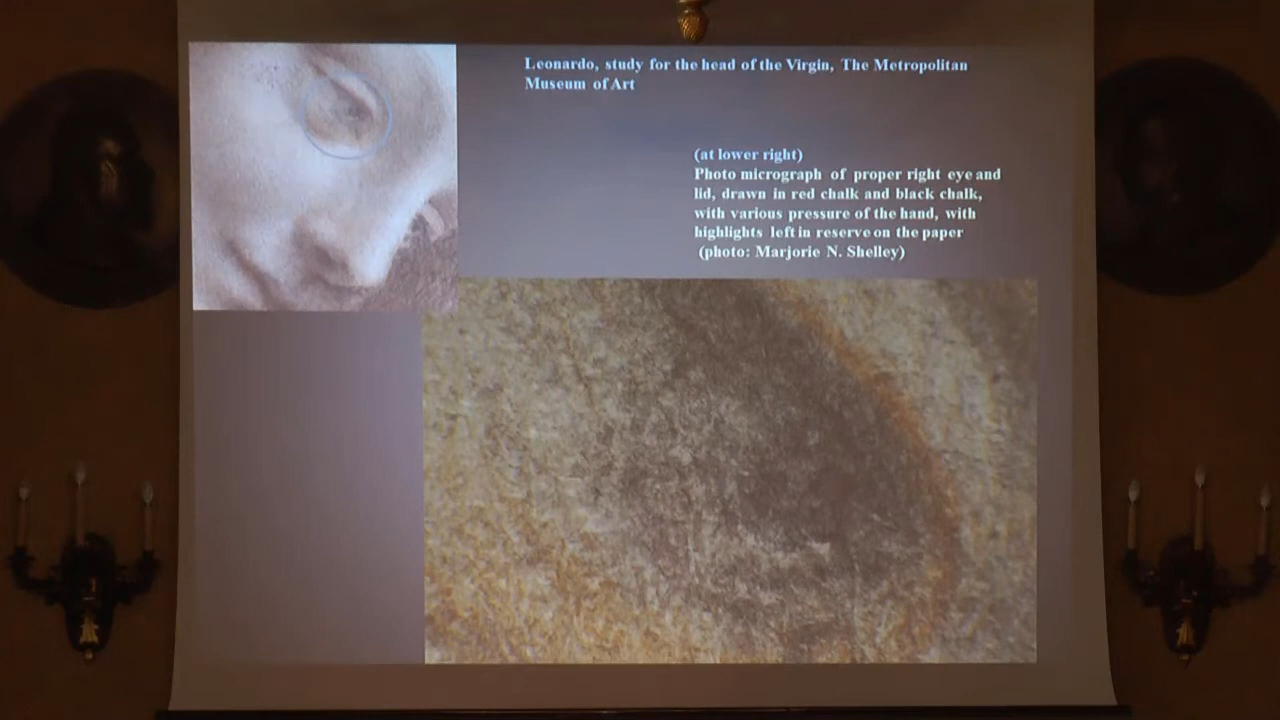 Leonardo, study for the head of the Virgin, The Metropolitan
Museum of Art
(at lower right)
Photo micrograph of proper right eye and
lid, drawn in red chalk and black chalk,
with various pressure of the hand, with
highlights left in reserve on the paper
(photo: Marjorie N. Shelley)